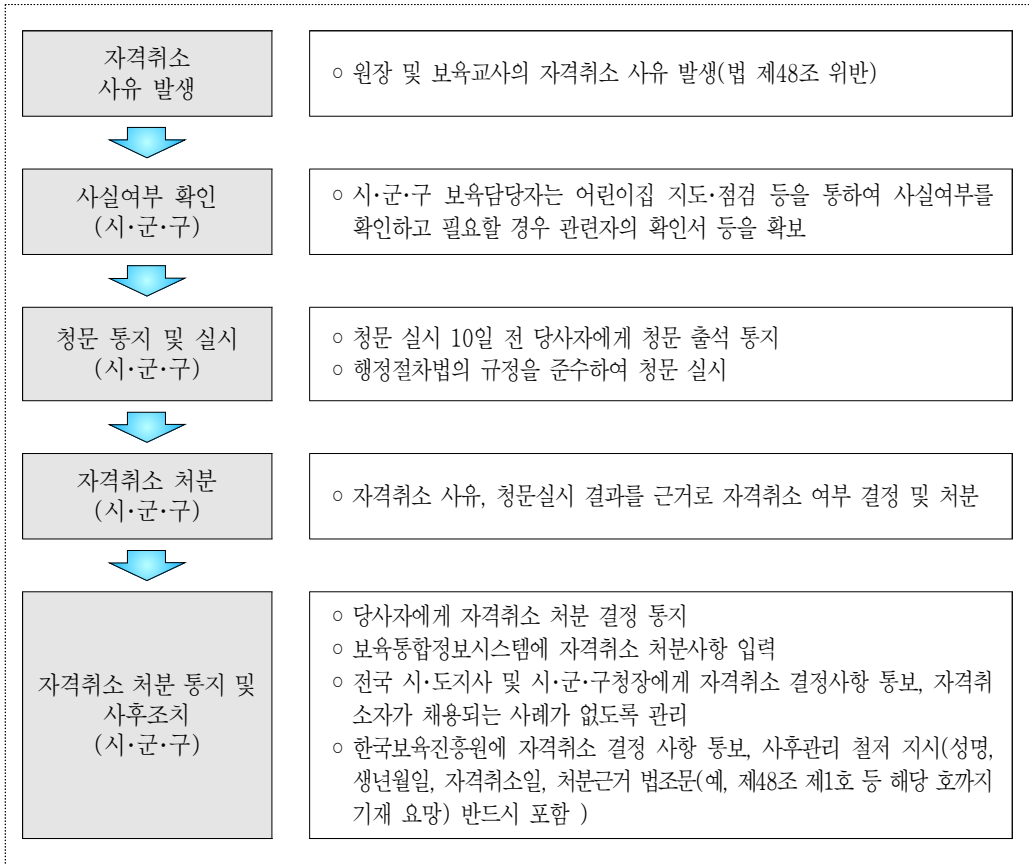 자격취소
사유 발생
○ 원장 및 보육교사의 자격취소 사유 발생(법 제48조 위반)
사실여부 확인
(시·군·구)
○ 시·군·구 보육담당자는 어린이집 지도·점검 등을 통하여 사실여부를
확인하고 필요할 경우 관련자의 확인서 등을 확보
청문 통지 및 실시
(시·군·구)
○ 청문 실시 10일 전 당사자에게 청문 출석 통지
○ 행정절차법의 규정을 준수하여 청문 실시
자격취소 처분
(시·군·구)
○ 자격취소 사유, 청문실시 결과를 근거로 자격취소 여부 결정 및 처분
자격취소 처분 통지 및
사후조치
(시·군·구)
○ 당사자에게 자격취소 처분 결정 통지
○ 보육통합정보시스템에 자격취소 처분사항 입력
○ 전국 시·도지사 및 시·군·구청장에게 자격취소 결정사항 통보, 자격취
소자가 채용되는 사례가 없도록 관리
○ 한국보육진흥원에 자격취소 결정 사항 통보, 사후관리 철저 지시(성명,
생년월일, 자격취소일, 처분근거 법조문(예, 제48조 제1호 등 해당 호까지
기재 요망) 반드시 포함 )